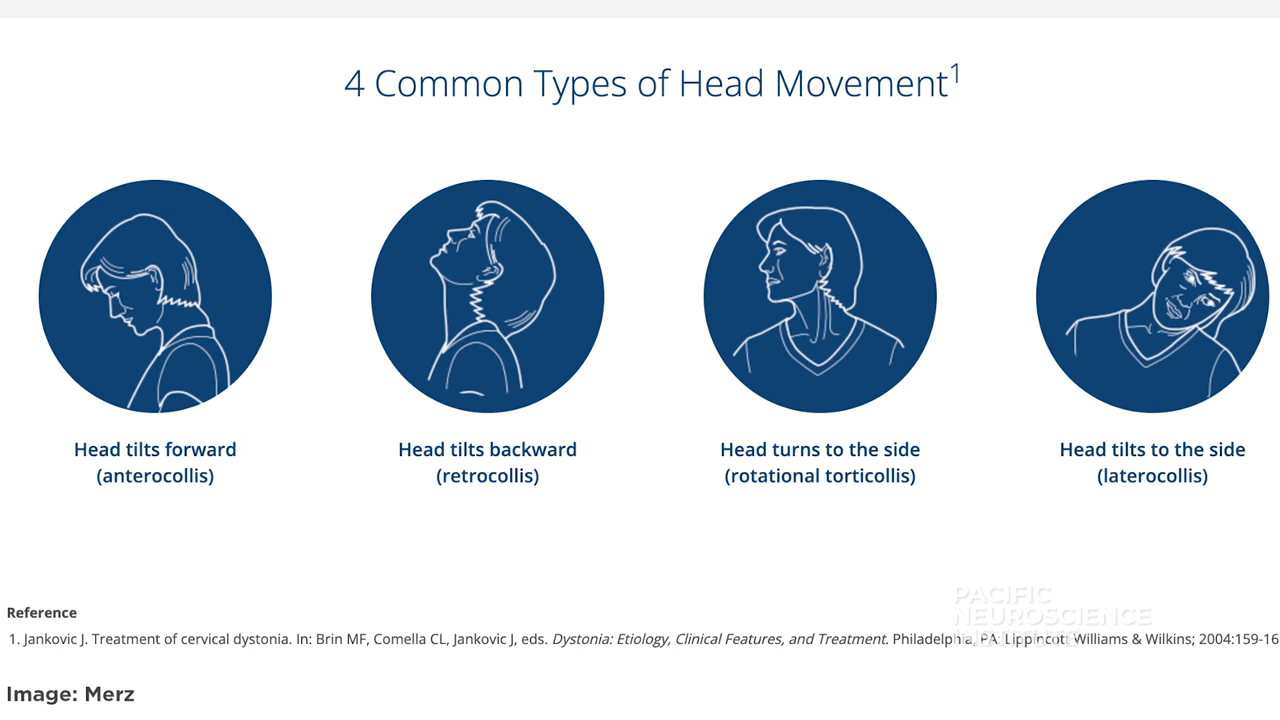 4 Common Types of Head Movement¹
Head tilts forward
(anterocollis)
Head tilts backward
(retrocollis)
Head turns to the side
(rotational torticollis)
Head tilts to the side
(laterocollis)
Reference
1. Jankovic J. Treatment of cervical dystonia. In: Brin MF, Comella CL, Jankovic J, eds. Dystonia: Etiology, Clinical Features, and Treatment. Philadelphia, PA: Lippincott Williams & Wilkins; 2004:159-16
PACIFIC
NEUROSCIENCE
INSTITUTE
Image: Merz